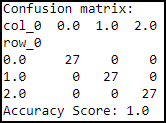 Confusion matrix:
col_0  0.0  1.0  2.0
row_0
0.0     27    0    0
1.0      0   27    0
2.0      0    0   27
Accuracy Score: 1.0